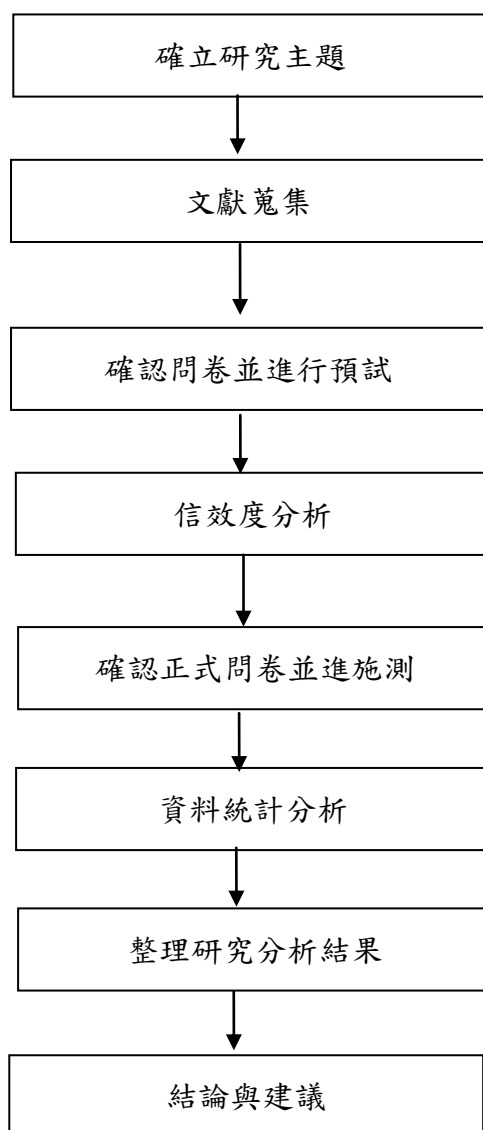 確立研究主題
文獻蒐集
確認問卷並進行預試
信效度分析
確認正式問卷並進施測
資料統計分析
整理研究分析結果
結論與建議